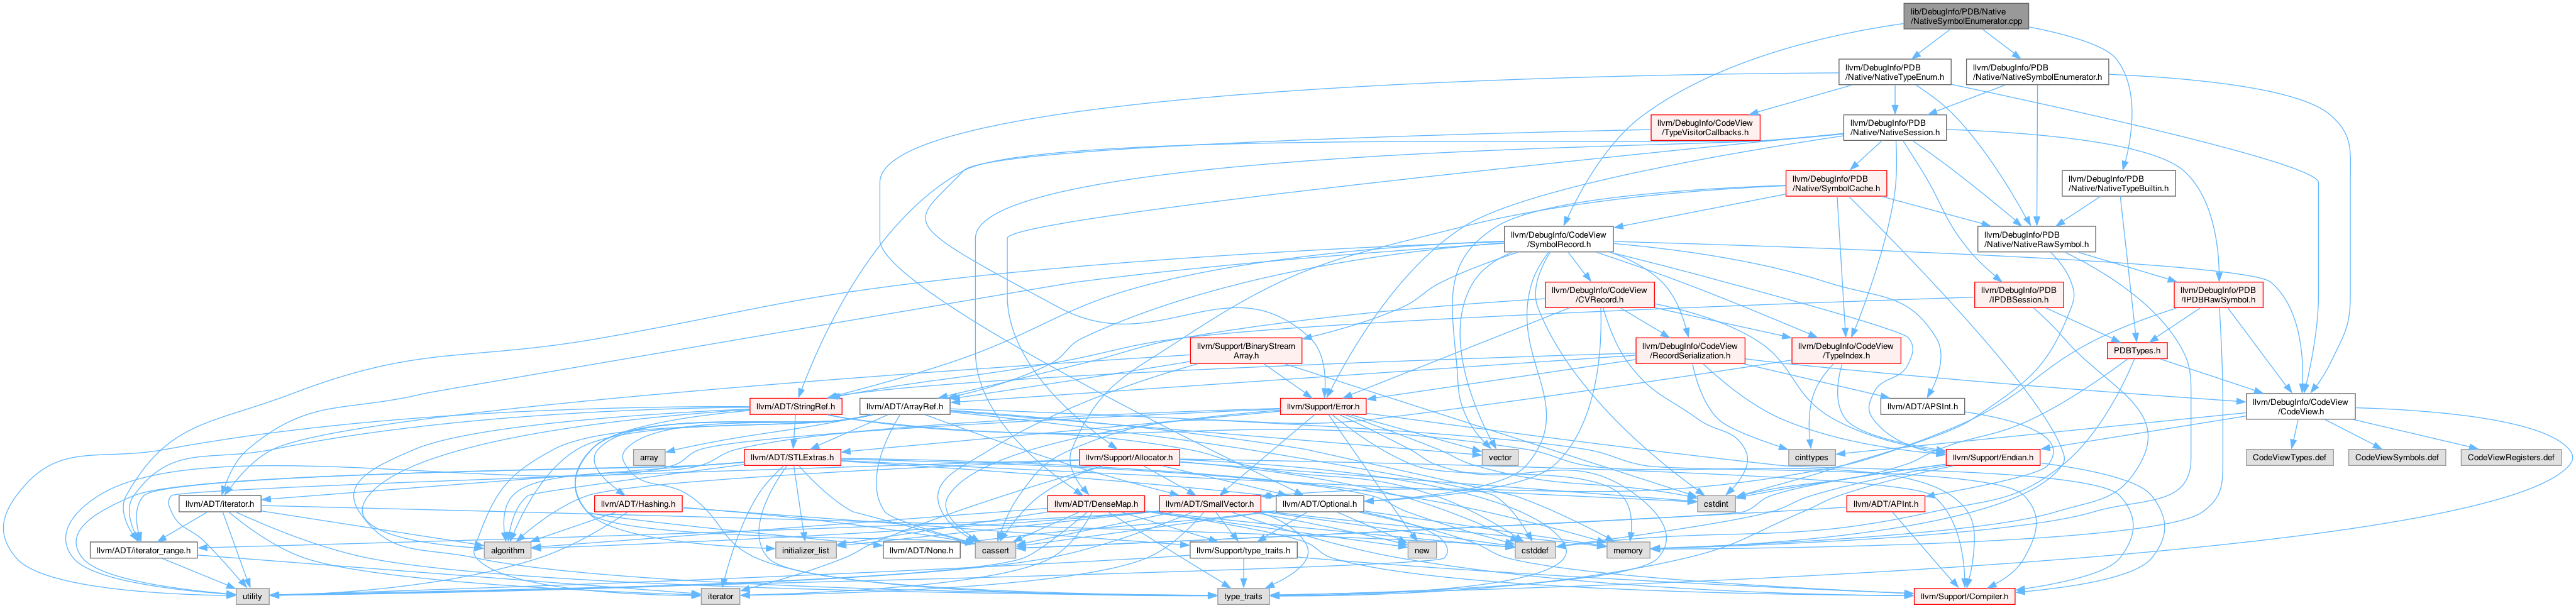 lib/DebugInfo/PDB/Native
/NativeSymbolEnumerator.cpp
llvm/DebugInfo/PDB
/Native/NativeTypeEnum.h
llvm/DebugInfo/PDB
/Native/NativeSymbolEnumerator.h
llvm/DebugInfo/CodeView
/TypeVisitorCallbacks.h
llvm/DebugInfo/PDB
/Native/NativeSession.h
llvm/DebugInfo/PDB
/Native/SymbolCache.h
llvm/DebugInfo/PDB
/Native/NativeTypeBuiltin.h
llvm/DebugInfo/CodeView
/SymbolRecord.h
llvm/DebugInfo/PDB
/Native/NativeRawSymbol.h
llvm/DebugInfo/CodeView
/CVRecord.h
llvm/DebugInfo/PDB
/IPDBSession.h
llvm/DebugInfo/PDB
/IPDBRawSymbol.h
llvm/Support/BinaryStream
Array.h
llvm/DebugInfo/CodeView
/RecordSerialization.h
llvm/DebugInfo/CodeView
/TypeIndex.h
PDBTypes.h
llvm/ADT/StringRef.h
llvm/ADT/ArrayRef.h
llvm/Support/Error.h
llvm/ADT/APSInt.h
llvm/DebugInfo/CodeView
/CodeView.h
array
llvm/ADT/STLExtras.h
llvm/Support/Allocator.h
vector
cinttypes
llvm/Support/Endian.h
CodeViewTypes.def
CodeViewSymbols.def
CodeViewRegisters.def
llvm/ADT/iterator.h
llvm/ADT/Hashing.h
llvm/ADT/DenseMap.h
llvm/ADT/SmallVector.h
llvm/ADT/Optional.h
cstdint
llvm/ADT/APInt.h
llvm/ADT/iterator_range.h
algorithm
initializer_list
llvm/ADT/None.h
cassert
llvm/Support/type_traits.h
new
cstddef
memory
utility
iterator
type_traits
llvm/Support/Compiler.h